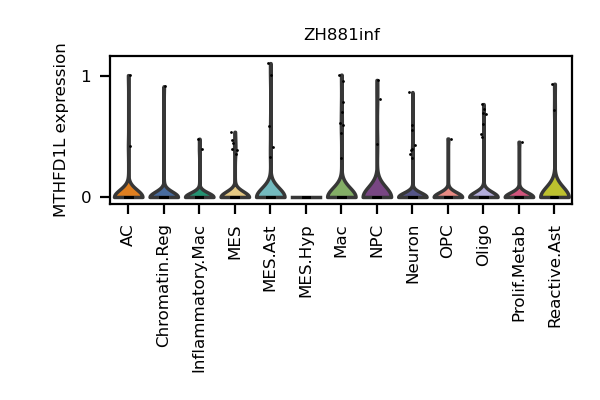 ZH881inf
MTHFD1L expression
1
0
AC
Chromatin.Reg
Inflammatory.Mac
MES
MES.Ast
MES.Hyp
Mac
NPC
Neuron
OPC
Oligo
Prolif.Metab
Reactive.Ast